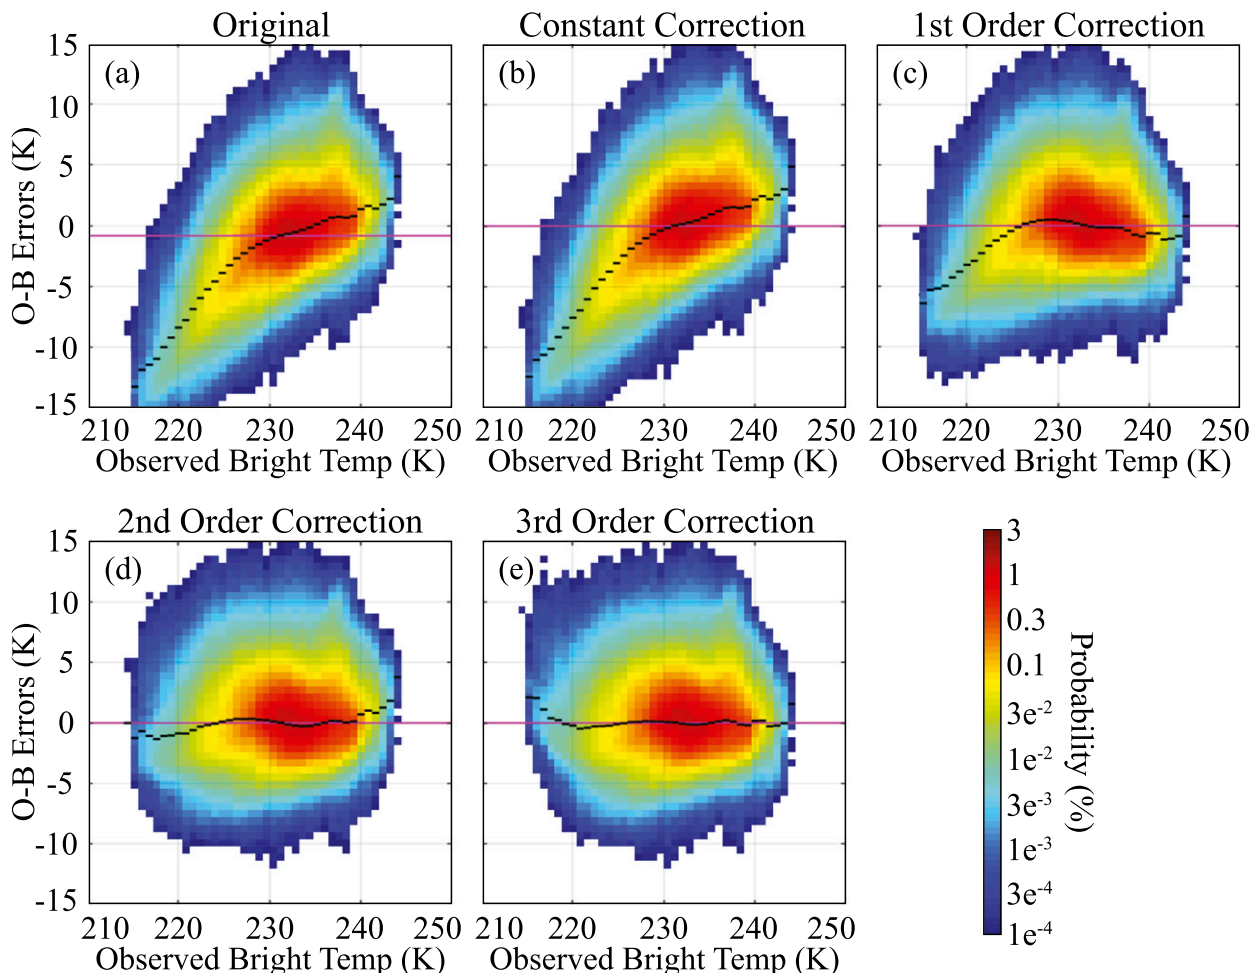 Original
Constant Correction
1st Order Correction
(a)
(b)
(c)
15
10
5
0
-5
-10
-15
O-B Errors (K)
210 220 230 240 250
210 220 230 240 250
210 220 230 240 250
Observed Bright Temp (K)
Observed Bright Temp (K)
Observed Bright Temp (K)
2nd Order Correction
3rd Order Correction
(d)
(e)
15
10
5
0
-5
-10
-15
O-B Errors (K)
210 220 230 240 250
210 220 230 240 250
Observed Bright Temp (K)
Observed Bright Temp (K)
3
1
0.3
0.1
3e-2
1e-2
3e-3
1e-3
3e-4
1e-4
Probability (%)